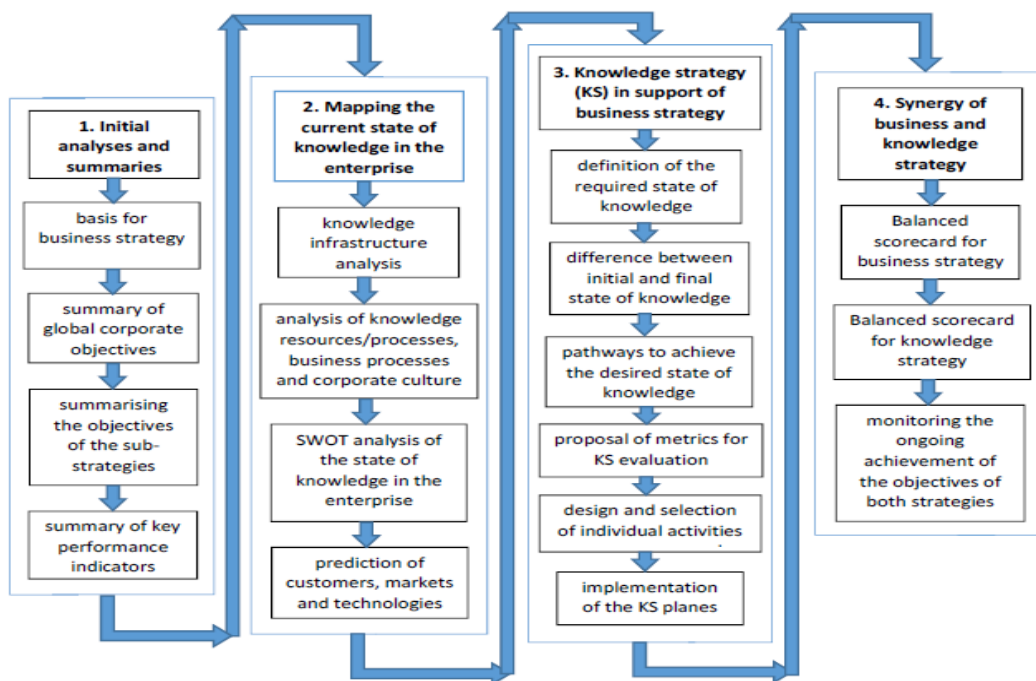 1. Initial
analyses and
summaries
basis for
business strategy
summary of
global corporate
objectives
summarising
the objectives
of the sub-
strategies
summary of key
performance
indicators
2. Mapping the
current state of
knowledge in the
enterprise
knowledge
infrastructure
analysis
analysis of knowledge
resources/processes,
business processes
and corporate culture
SWOT analysis of
the state of
knowledge in the
enterprise
prediction of
customers, markets
and technologies
3. Knowledge strategy
(KS) in support of
business strategy
definition of the
required state of
knowledge
difference between
initial and final
state of knowledge
pathways to achieve
the desired state of
knowledge
proposal of metrics for
KS evaluation
design and selection
of individual activities
implementation
of the KS planes
4. Synergy of
business and
knowledge
strategy
Balanced
scorecard for
business strategy
Balanced scorecard
for knowledge
strategy
monitoring the
ongoing
achievement of
the objectives of
both strategies